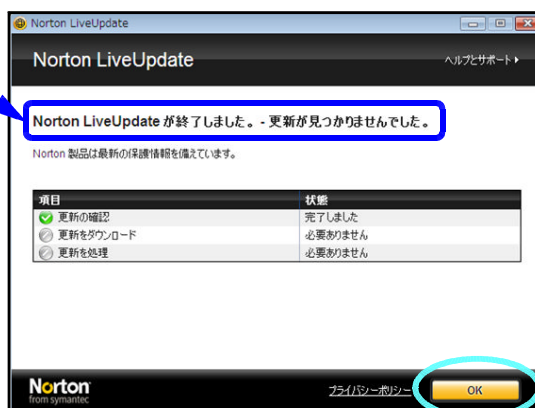 Norton LiveUpdate
Norton LiveUpdate
ヘルプとサポート
Norton LiveUpdate が終了しました。- 更新が見つかりませんでした。
Norton 製品は最新の保護情報を備えています。
項目 状態
更新の確認 完了しました
更新をダウンロード 必要ありません
更新を処理 必要ありません
Norton
from symantec
プライバシーポリシー
OK